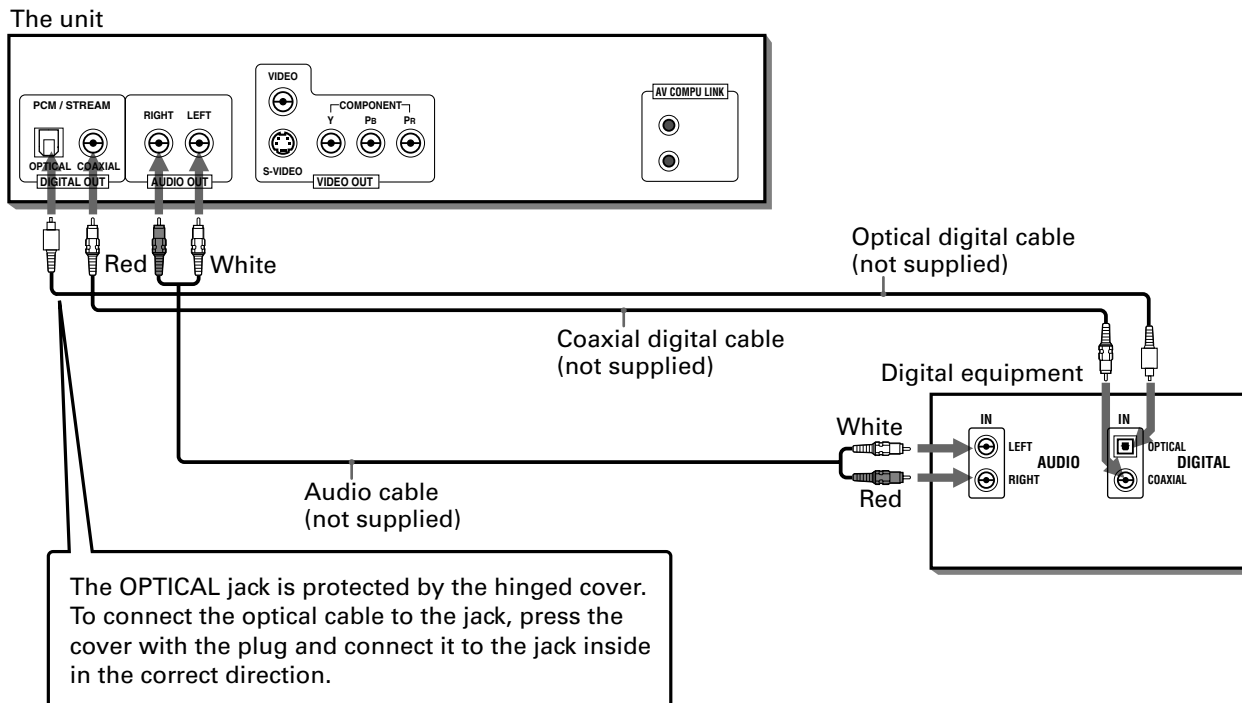 The unit
PCM / STREAM
OPTICAL COAXIAL
DIGITAL OUT
RIGHT LEFT
AUDIO OUT
VIDEO
S-VIDEO
COMPONENT
Y PB PR
VIDEO OUT
AV COMPU LINK
Red
White
Optical digital cable
(not supplied)
Coaxial digital cable
(not supplied)
Digital equipment
White
Red
IN
LEFT
RIGHT
AUDIO
IN
OPTICAL
COAXIAL
DIGITAL
Audio cable
(not supplied)
The OPTICAL jack is protected by the hinged cover.
To connect the optical cable to the jack, press the
cover with the plug and connect it to the jack inside
in the correct direction.